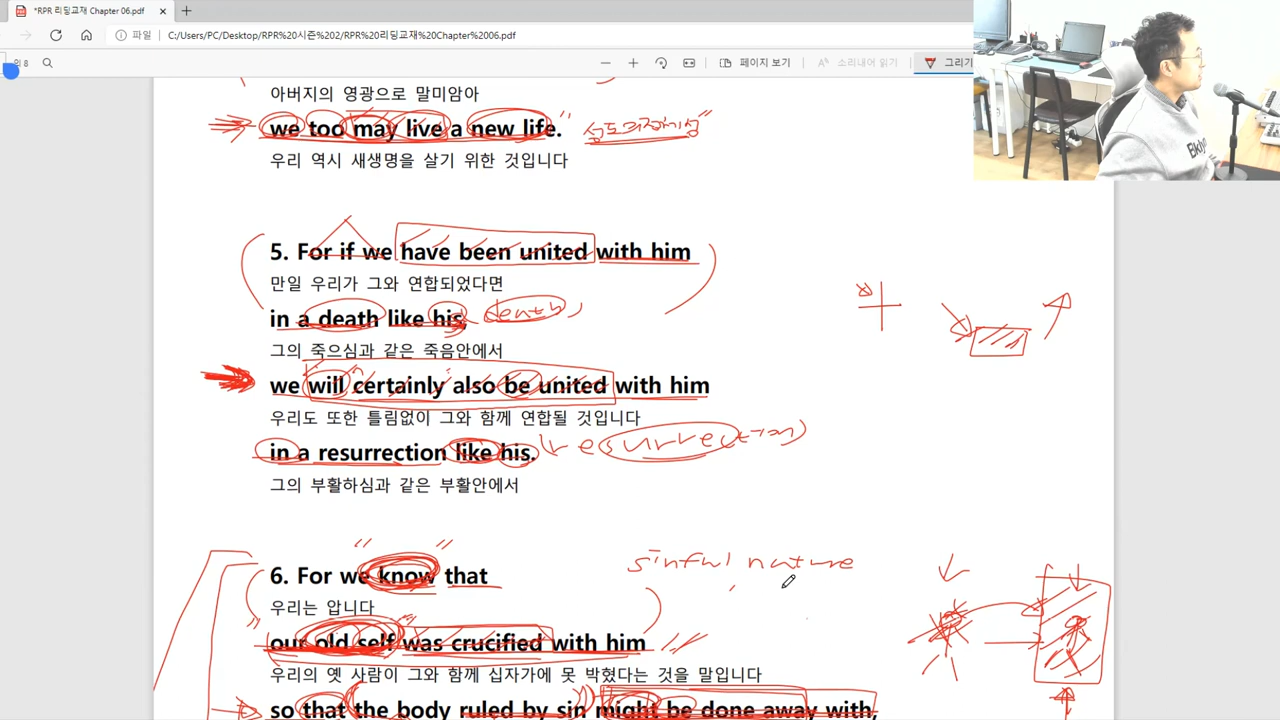 *RPR 리딩교재 Chapter 06.pdf
파일 C:/Users/PC/Desktop/RPR%20시즌%202/RPR%20리딩교재%20Chapter%2006.pdf
의 8 페이지 보기 소리내어 읽기 그리기
아버지의 영광으로 말미암아
we too may live a new life.
우리 역시 새생명을 살기 위한 것입니다
5. For if we have been united with him
만일 우리가 그와 연합되었다면
in a death like his, (death)
그의 죽으심과 같은 죽음안에서
we will certainly also be united with him
우리도 또한 틀림없이 그와 함께 연합될 것입니다
in a resurrection like his. (resurrection)
그의 부활하심과 같은 부활안에서
sinful nature
6. For we know that
우리는 압니다
our old self was crucified with him
우리의 옛 사람이 그와 함께 십자가에 못 박혔다는 것을 말입니다
so that the body ruled by sin might be done away with,